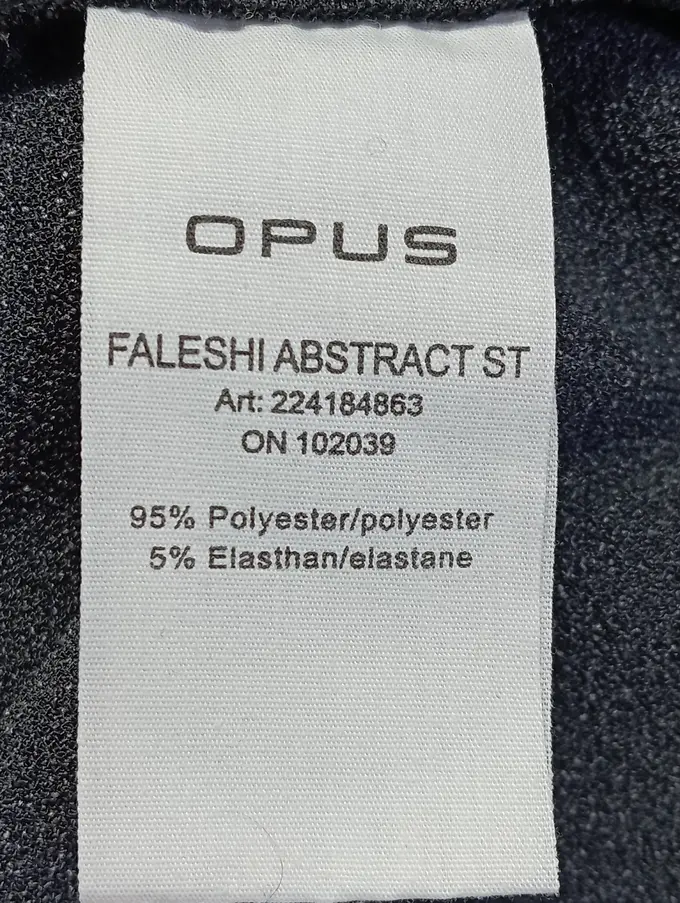 OPUS
FALESHI ABSTRACT ST
Art: 224184863
ON 102039
95% Polyester/polyester
5% Elasthan/elastane